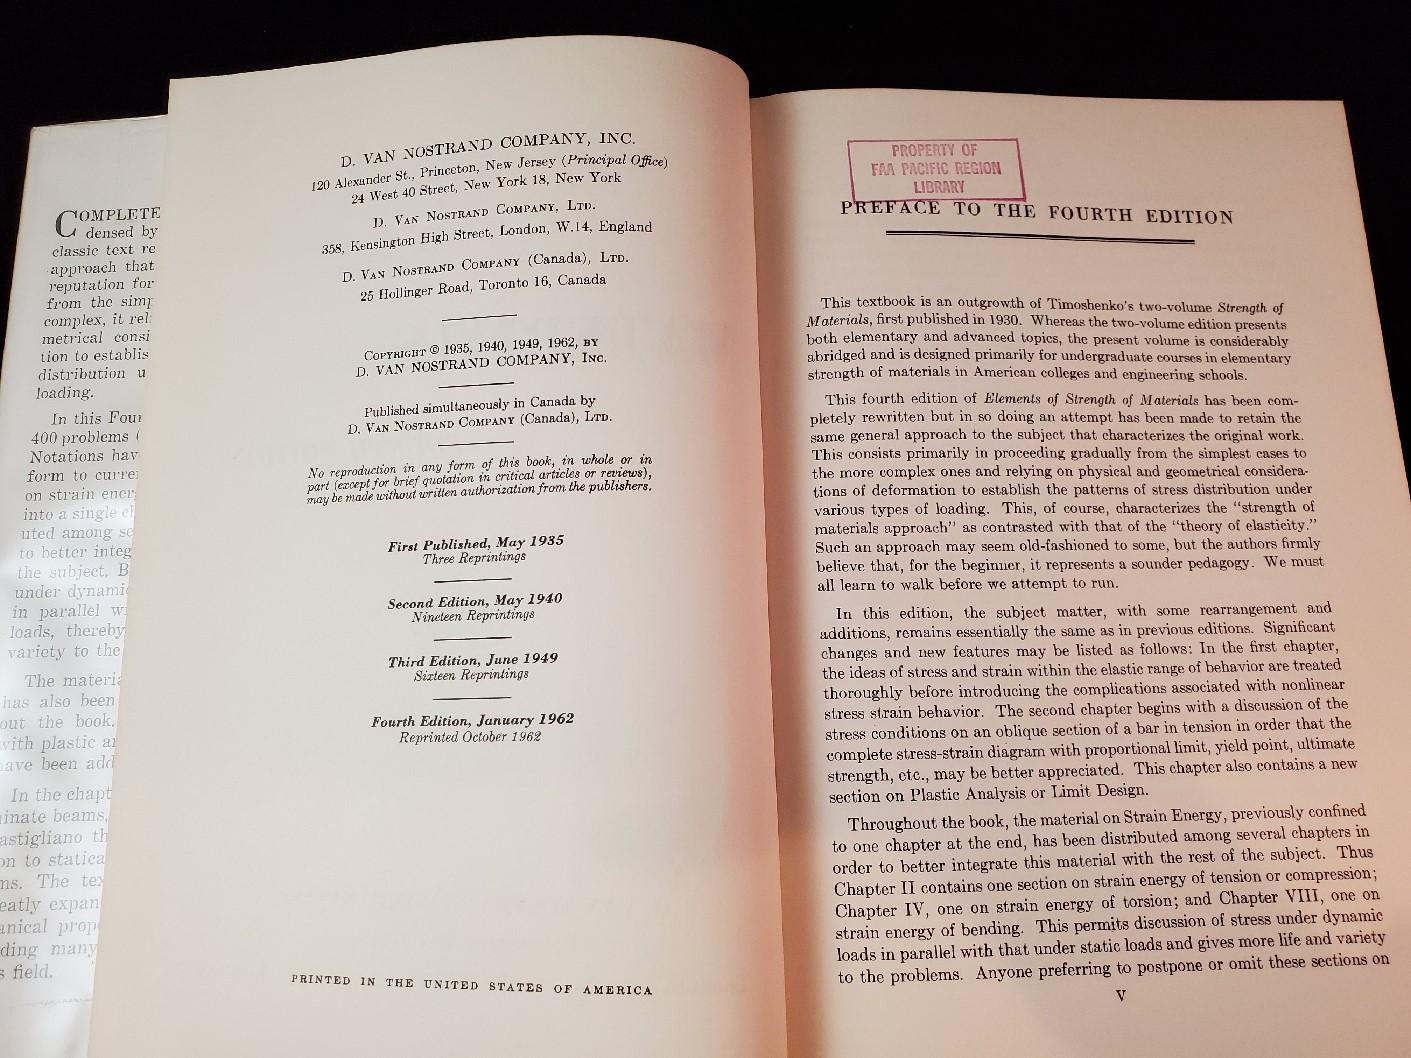 COMPLETE
densed by
classic text re
approach that
reputation for
from the simp
complex, it rel
metrical consi
tion to establis
distribution u
loading.
In this Four
400 problems (
Notations hav
form to curre
on strain ener
into a single ch
uted among se
to better integ
the subject. B
under dynamic
in parallel wi
loads, thereby
variety to the
The materia
has also been
out the book.
with plastic an
have been add
In the chapt
minate beams,
astigliano th
on to statica
ms. The tex
eatly expan
anical prop
ding many
s field.
D. VAN NOSTRAND COMPANY, INC.
120 Alexander St., Princeton, New Jersey (Principal Office)
24 West 40 Street, New York 18, New York
D. VAN NOSTRAND COMPANY, LTD.
358, Kensington High Street, London, W.14, England
D. VAN NOSTRAND COMPANY (Canada), LTD.
25 Hollinger Road, Toronto 16, Canada
COPYRIGHT © 1935, 1940, 1949, 1962, BY
D. VAN NOSTRAND COMPANY, INC.
Published simultaneously in Canada by
D. VAN NOSTRAND COMPANY (Canada), LTD.
No reproduction in any form of this book, in whole or in
part (except for brief quotation in critical articles or reviews),
may be made without written authorization from the publishers.
First Published, May 1935
Three Reprintings
Second Edition, May 1940
Nineteen Reprintings
Third Edition, June 1949
Sixteen Reprintings
Fourth Edition, January 1962
Reprinted October 1962
PRINTED IN THE UNITED STATES OF AMERICA
PROPERTY OF
FAA PACIFIC REGION
LIBRARY
PREFACE TO THE FOURTH EDITION
This textbook is an outgrowth of Timoshenko's two-volume Strength of
Materials, first published in 1930. Whereas the two-volume edition presents
both elementary and advanced topics, the present volume is considerably
abridged and is designed primarily for undergraduate courses in elementary
strength of materials in American colleges and engineering schools.
This fourth edition of Elements of Strength of Materials has been com-
pletely rewritten but in so doing an attempt has been made to retain the
same general approach to the subject that characterizes the original work.
This consists primarily in proceeding gradually from the simplest cases to
the more complex ones and relying on physical and geometrical considera-
tions of deformation to establish the patterns of stress distribution under
various types of loading. This, of course, characterizes the "strength of
materials approach" as contrasted with that of the "theory of elasticity."
Such an approach may seem old-fashioned to some, but the authors firmly
believe that, for the beginner, it represents a sounder pedagogy. We must
all learn to walk before we attempt to run.
In this edition, the subject matter, with some rearrangement and
additions, remains essentially the same as in previous editions. Significant
changes and new features may be listed as follows: In the first chapter,
the ideas of stress and strain within the elastic range of behavior are treated
thoroughly before introducing the complications associated with nonlinear
stress strain behavior. The second chapter begins with a discussion of the
stress conditions on an oblique section of a bar in tension in order that the
complete stress-strain diagram with proportional limit, yield point, ultimate
strength, etc., may be better appreciated. This chapter also contains a new
section on Plastic Analysis or Limit Design.
Throughout the book, the material on Strain Energy, previously confined
to one chapter at the end, has been distributed among several chapters in
order to better integrate this material with the rest of the subject. Thus
Chapter II contains one section on strain energy of tension or compression;
Chapter IV, one on strain energy of torsion; and Chapter VIII, one on
strain energy of bending. This permits discussion of stress under dynamic
loads in parallel with that under static loads and gives more life and variety
to the problems. Anyone preferring to postpone or omit these sections on
V